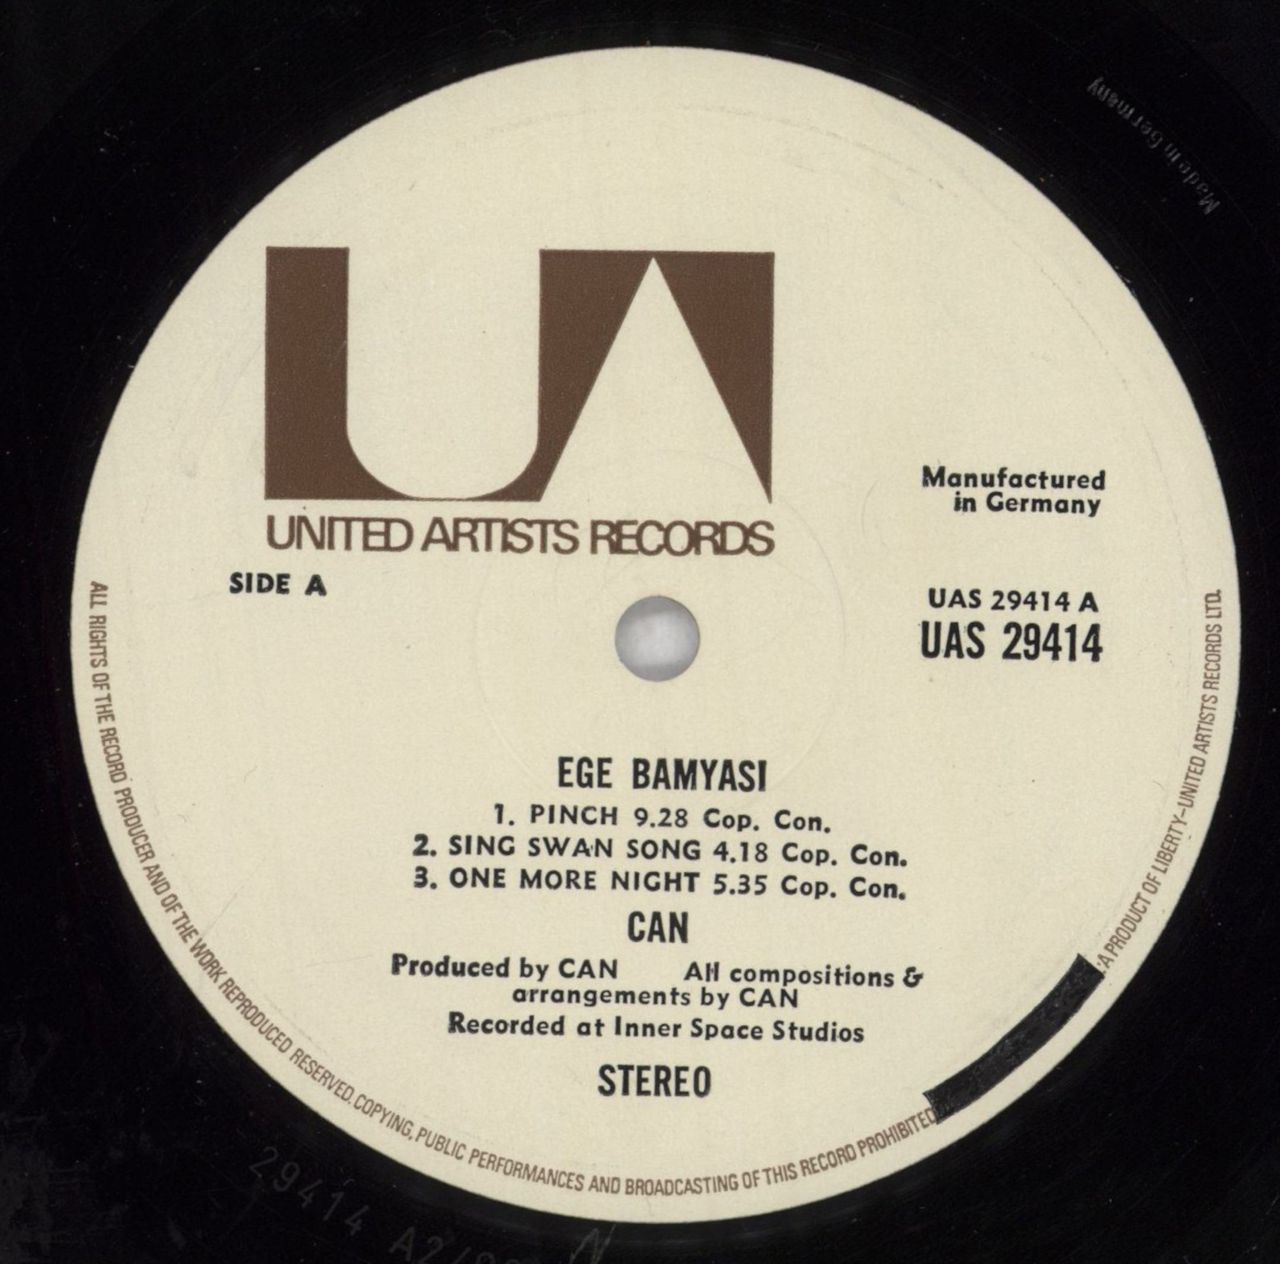 Made in Germany
UA
UNITED ARTISTS RECORDS
Manufactured
in Germany
SIDE A
UAS 29414 A
UAS 29414
EGE BAMYASI
1. PINCH 9.28 Cop. Con.
2. SING SWAN SONG 4.18 Cop. Con.
3. ONE MORE NIGHT 5.35 Cop. Con.
CAN
Produced by CAN All compositions &
arrangements by CAN
Recorded at Inner Space Studios
STEREO
ALL RIGHTS OF THE RECORD PRODUCER AND OF THE WORK REPRODUCED RESERVED. COPYING, PUBLIC PERFORMANCES AND BROADCASTING OF THIS RECORD PROHIBITED
A PRODUCT OF LIBERTY-UNITED ARTISTS RECORDS LTD.
29414 A2